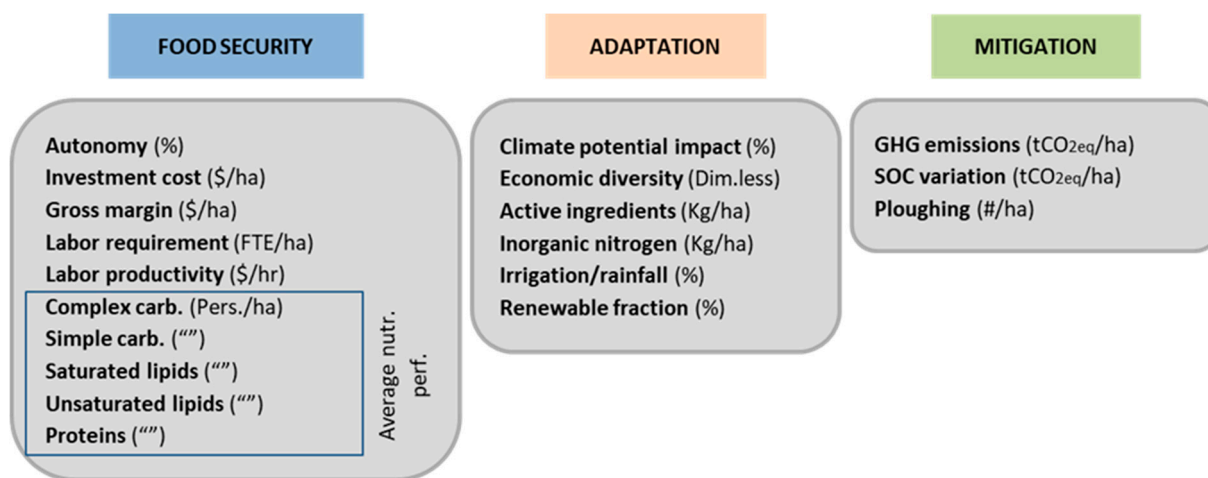 FOOD SECURITY
Autonomy (%)
Investment cost ($/ha)
Gross margin ($/ha)
Labor requirement (FTE/ha)
Labor productivity ($/hr)
Complex carb. (Pers./ha)
Simple carb. (“”)
Saturated lipids (“”)
Unsaturated lipids (“”)
Proteins (“”)
Average nutr.
perf.
ADAPTATION
Climate potential impact (%)
Economic diversity (Dim.less)
Active ingredients (Kg/ha)
Inorganic nitrogen (Kg/ha)
Irrigation/rainfall (%)
Renewable fraction (%)
MITIGATION
GHG emissions (tCO2eq/ha)
SOC variation (tCO2eq/ha)
Ploughing (#/ha)